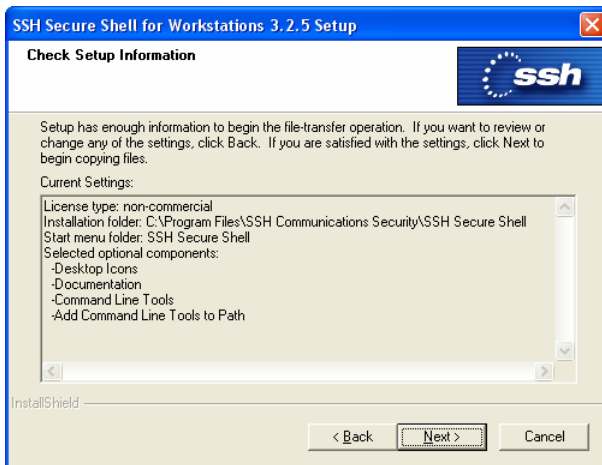 SSH Secure Shell for Workstations 3.2.5 Setup
Check Setup Information
ssh
Setup has enough information to begin the file-transfer operation. If you want to review or
change any of the settings, click Back. If you are satisfied with the settings, click Next to
begin copying files.
Current Settings:
License type: non-commercial
Installation folder: C:\Program Files\SSH Communications Security\SSH Secure Shell
Start menu folder: SSH Secure Shell
Selected optional components:
-Desktop Icons
-Documentation
-Command Line Tools
-Add Command Line Tools to Path
InstallShield
< Back Next > Cancel